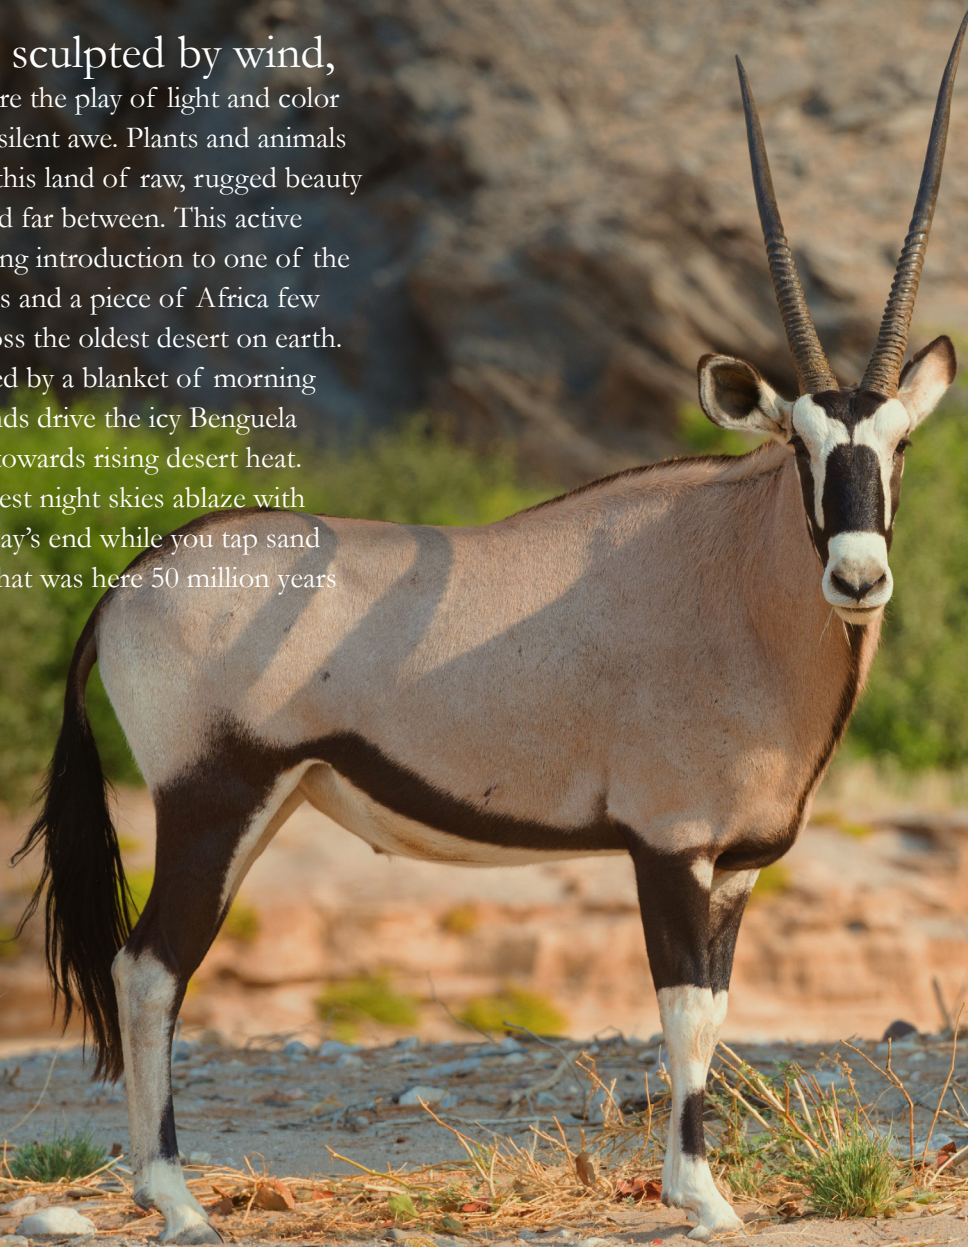 sculpted by wind,
re the play of light and color
silent awe. Plants and animals
this land of raw, rugged beauty
d far between. This active
ng introduction to one of the
s and a piece of Africa few
oss the oldest desert on earth.
ed by a blanket of morning
nds drive the icy Benguela
towards rising desert heat.
est night skies ablaze with
ay’s end while you tap sand
hat was here 50 million years